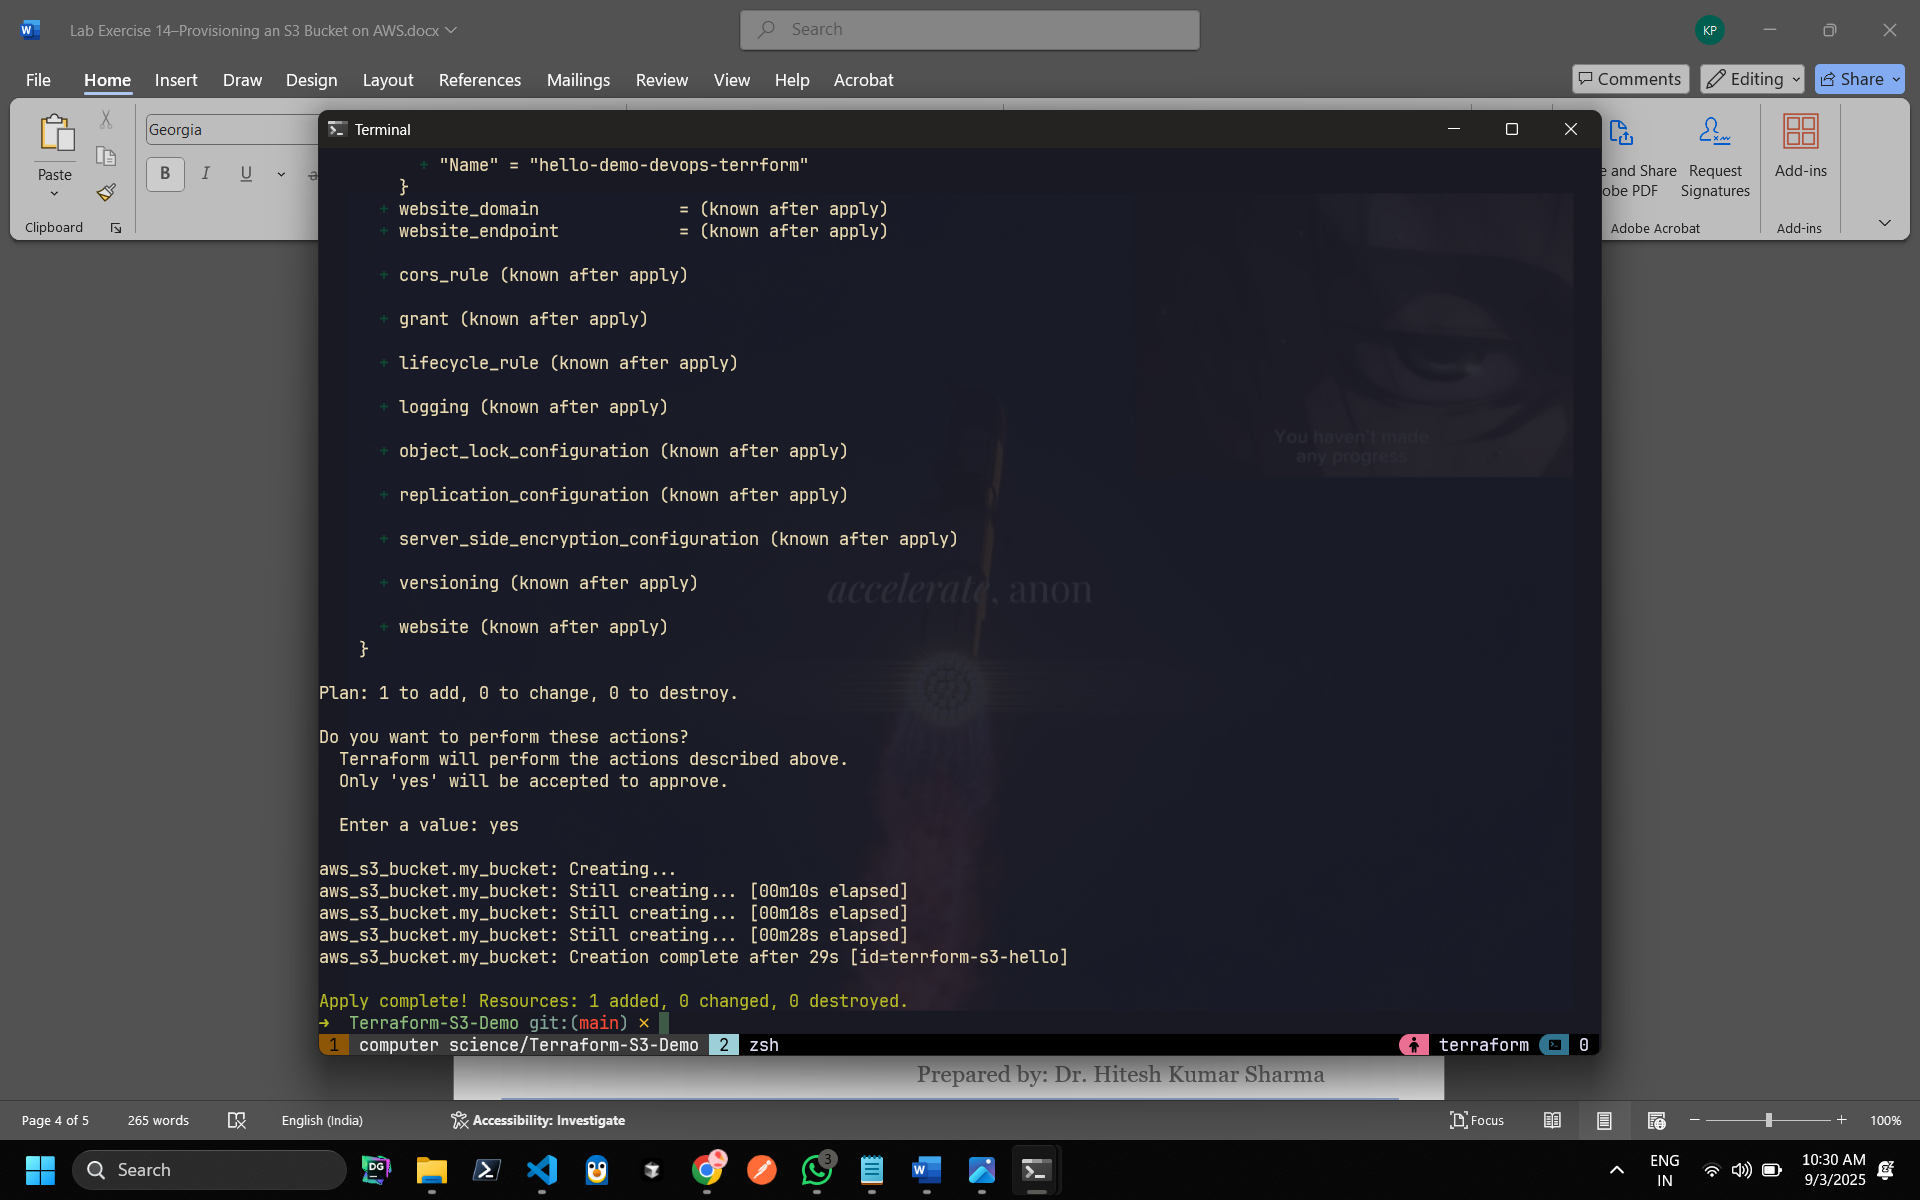 Lab Exercise 14–Provisioning an S3 Bucket on AWS.docx
Search
KP
File Home Insert Draw Design Layout References Mailings Review View Help Acrobat
Comments
Editing
Share
Paste
Clipboard
Georgia
B I U
e and Share
obe PDF
Request
Signatures
Adobe Acrobat
Add-ins
Add-ins
Terminal
+ "Name" = "hello-demo-devops-terrform"
}
+ website_domain = (known after apply)
+ website_endpoint = (known after apply)
+ cors_rule (known after apply)
+ grant (known after apply)
+ lifecycle_rule (known after apply)
+ logging (known after apply)
+ object_lock_configuration (known after apply)
+ replication_configuration (known after apply)
+ server_side_encryption_configuration (known after apply)
+ versioning (known after apply)
+ website (known after apply)
}
You haven't made
any progress
accelerate, anon
Plan: 1 to add, 0 to change, 0 to destroy.
Do you want to perform these actions?
Terraform will perform the actions described above.
Only 'yes' will be accepted to approve.
Enter a value: yes
aws_s3_bucket.my_bucket: Creating...
aws_s3_bucket.my_bucket: Still creating... [00m10s elapsed]
aws_s3_bucket.my_bucket: Still creating... [00m18s elapsed]
aws_s3_bucket.my_bucket: Still creating... [00m28s elapsed]
aws_s3_bucket.my_bucket: Creation complete after 29s [id=terrform-s3-hello]
Apply complete! Resources: 1 added, 0 changed, 0 destroyed.
→ Terraform-S3-Demo git:(main) ×
1 computer science/Terraform-S3-Demo 2 zsh
terraform 0
Prepared by: Dr. Hitesh Kumar Sharma
Page 4 of 5
265 words
English (India)
Accessibility: Investigate
Focus
100%
Search
DG
3
ENG
IN
10:30 AM
9/3/2025